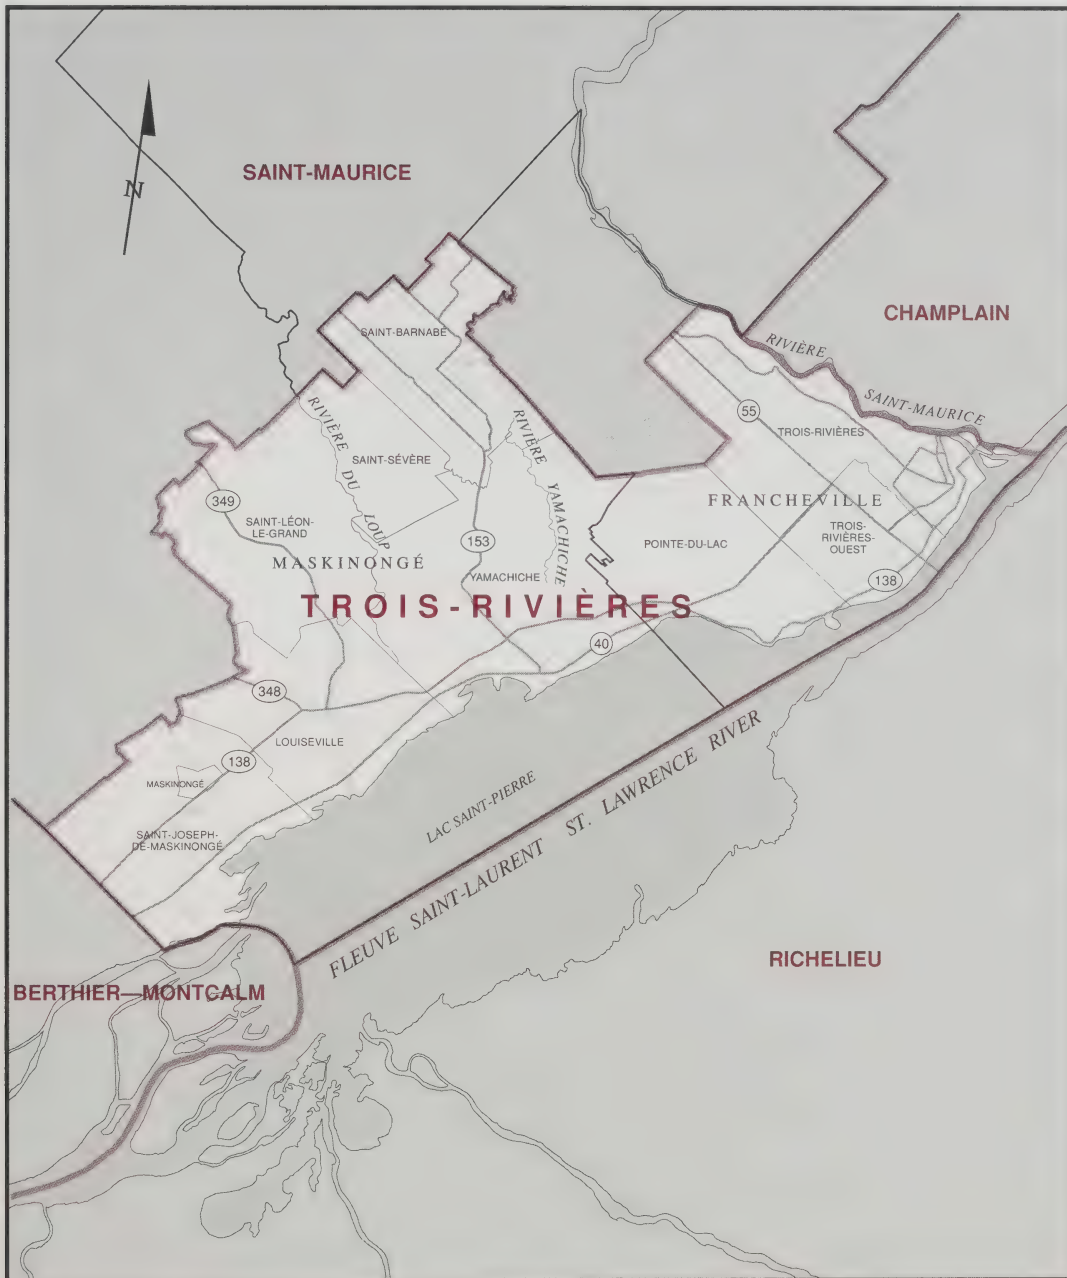 N
SAINT-MAURICE
CHAMPLAIN
RIVIÈRE
SAINT-MAURICE
SAINT-BARNABÉ
55
TROIS-RIVIÈRES
RIVIÈRE DU LOUP
SAINT-SÉVÈRE
RIVIÈRE YAMACHICHE
349
SAINT-LÉON-
LE-GRAND
FRANCHEVILLE
153
POINTE-DU-LAC
TROIS-
RIVIÈRES-
OUEST
MASKINONGÉ
YAMACHICHE
138
TROIS-RIVIÈRES
40
348
LOUISEVILLE
138
MASKINONGÉ
SAINT-JOSEPH-
DE-MASKINONGÉ
LAC SAINT-PIERRE
FLEUVE SAINT-LAURENT ST. LAWRENCE RIVER
RICHELIEU
BERTHIER—MONTCALM